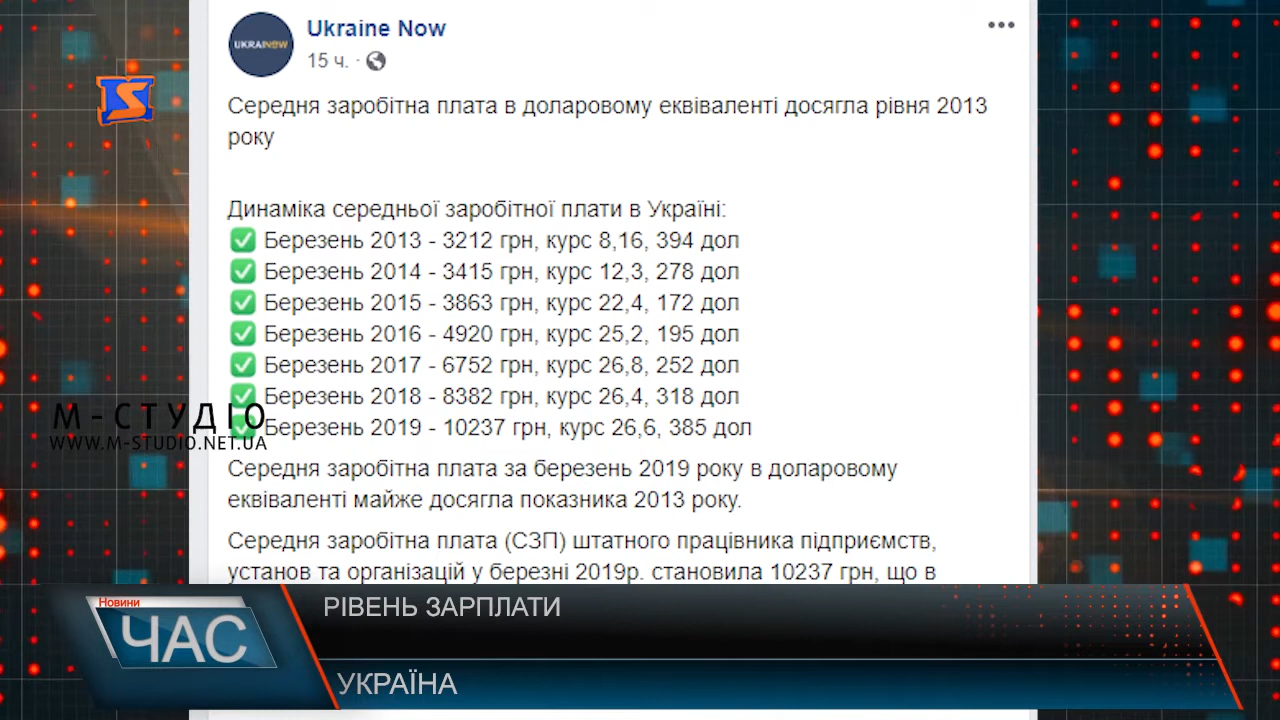 UKRAINOW
Ukraine Now
15 ч. ·
S
Середня заробітна плата в доларовому еквіваленті досягла рівня 2013
року
Динаміка середньої заробітної плати в Україні:
✅ Березень 2013 - 3212 грн, курс 8,16, 394 дол
✅ Березень 2014 - 3415 грн, курс 12,3, 278 дол
✅ Березень 2015 - 3863 грн, курс 22,4, 172 дол
✅ Березень 2016 - 4920 грн, курс 25,2, 195 дол
✅ Березень 2017 - 6752 грн, курс 26,8, 252 дол
✅ Березень 2018 - 8382 грн, курс 26,4, 318 дол
✅ Березень 2019 - 10237 грн, курс 26,6, 385 дол
М-СТУДІО
WWW.M-STUDIO.NET.UA
Середня заробітна плата за березень 2019 року в доларовому
еквіваленті майже досягла показника 2013 року.
Середня заробітна плата (СЗП) штатного працівника підприємств,
установ та організацій у березні 2019р. становила 10237 грн, що в
Новини
ЧАС
РІВЕНЬ ЗАРПЛАТИ
УКРАЇНА